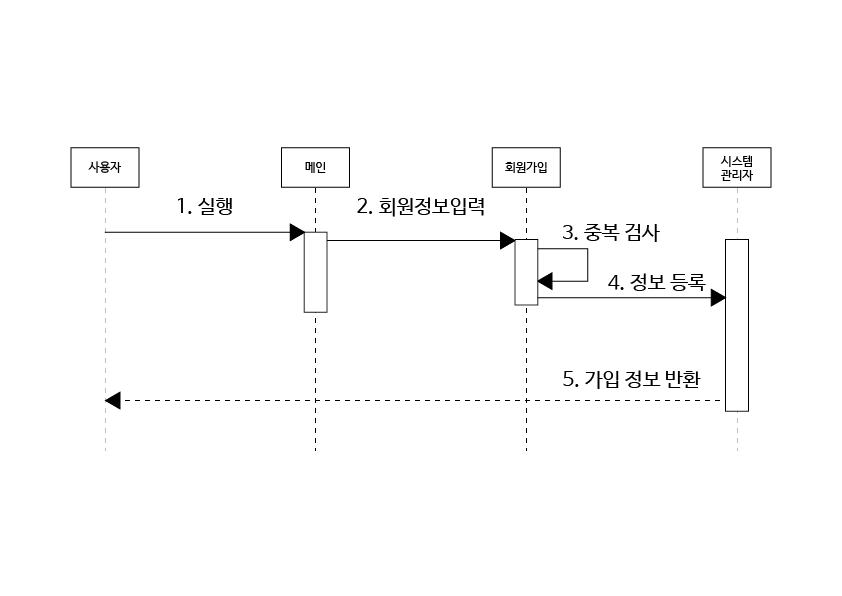 사용자
메인
회원가입
시스템
관리자
1. 실행
2. 회원정보입력
3. 중복 검사
4. 정보 등록
5. 가입 정보 반환